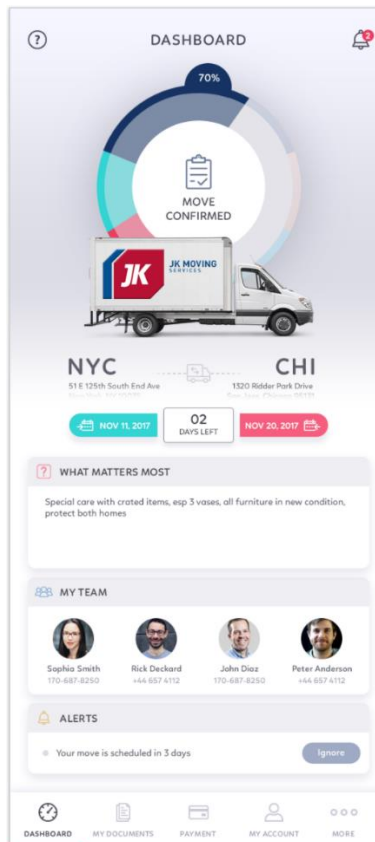 DASHBOARD
2
70%
MOVE
CONFIRMED
JK
JK MOVING
SERVICES
NYC
CHI
51 E 125th South End Ave
1320 Ridder Park Drive
NOV 11, 2017
02
DAYS LEFT
NOV 20, 2017
? WHAT MATTERS MOST
Special care with crated items, esp 3 vases, all furniture in new condition,
protect both homes
MY TEAM
Sophia Smith
170-687-8250
Rick Deckard
+44 657 4112
John Diaz
170-687-8250
Peter Anderson
+44 657 4112
ALERTS
Your move is scheduled in 3 days
Ignore
DASHBOARD
MY DOCUMENTS
PAYMENT
MY ACCOUNT
MORE